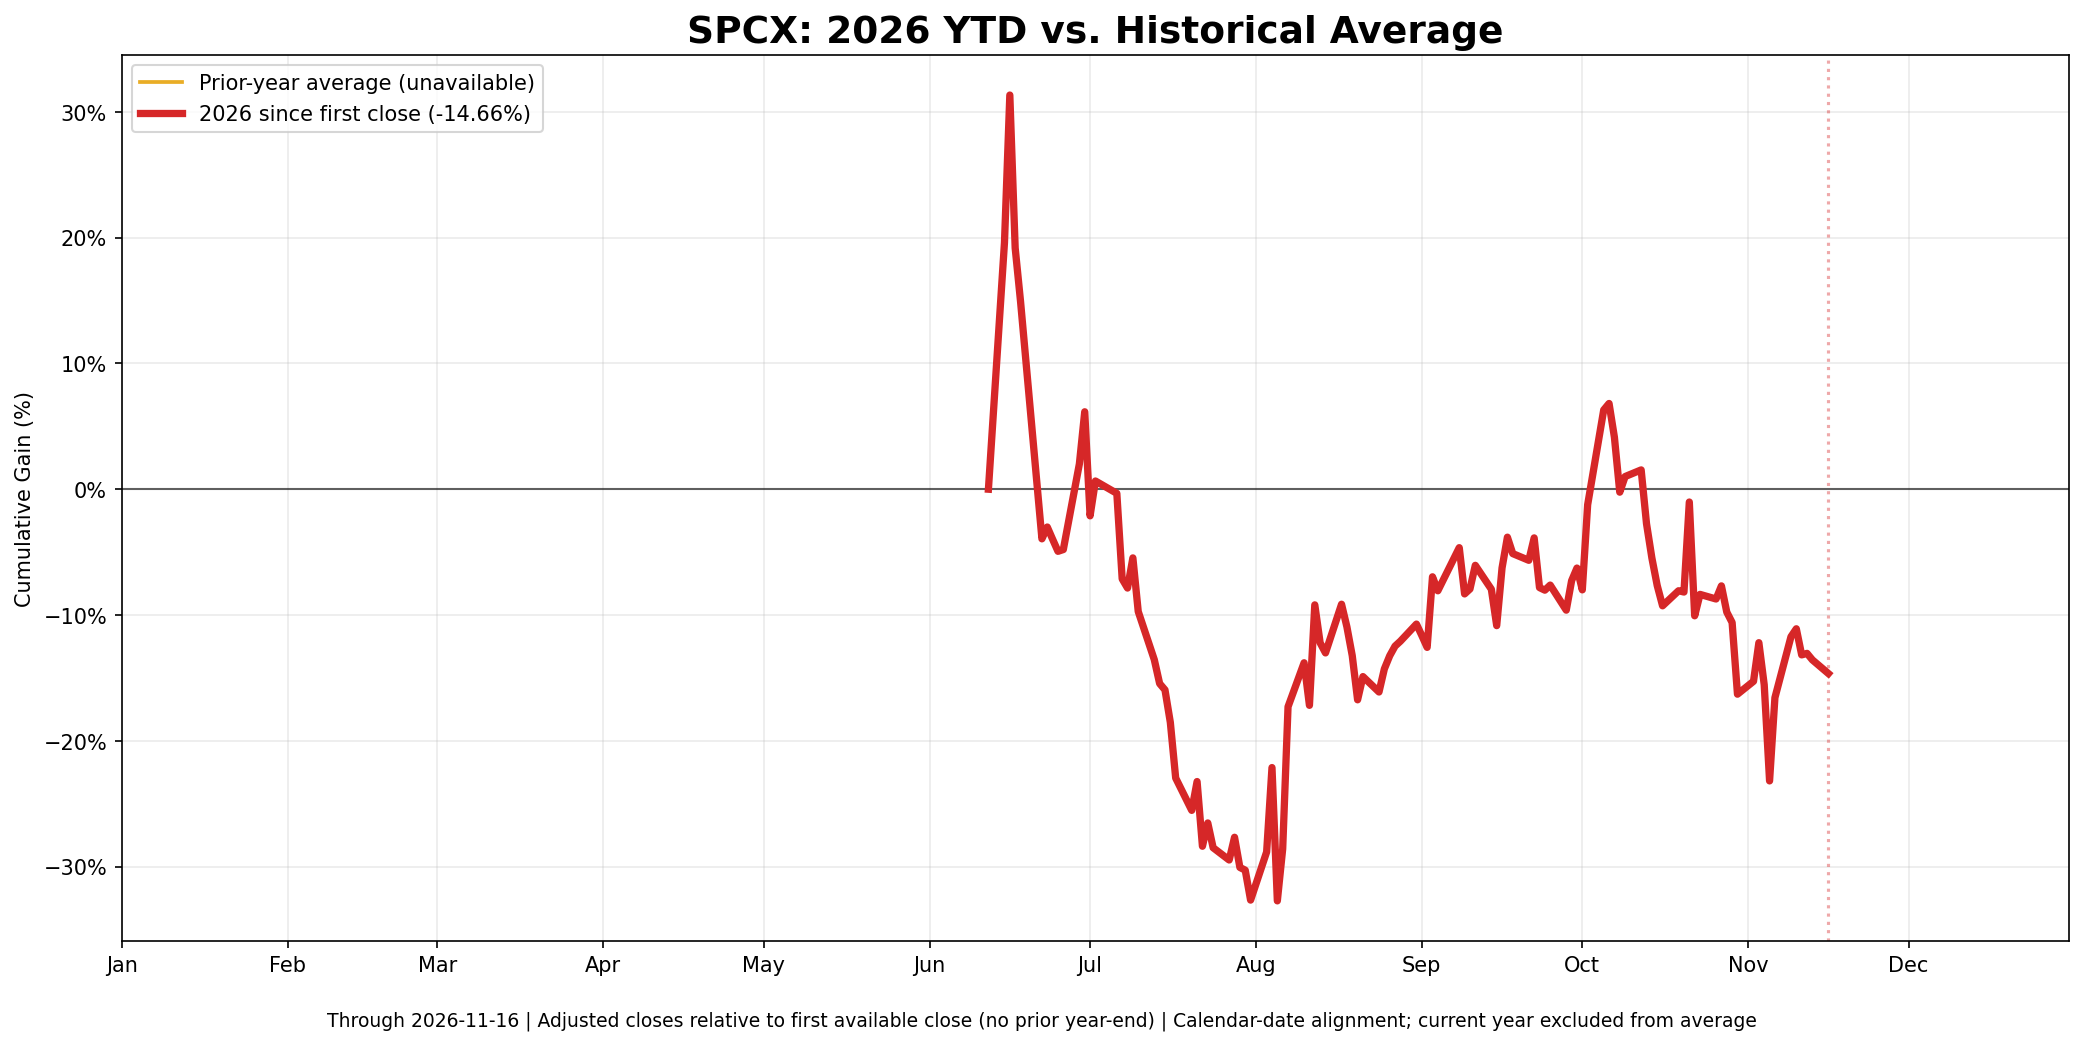 SPCX: 2026 YTD vs. Historical Average
Prior-year average (unavailable)
2026 since first close (-14.66%)
30%
20%
10%
0%
−10%
−20%
−30%
Cumulative Gain (%)
Jan Feb Mar Apr May Jun Jul Aug Sep Oct Nov Dec
Through 2026-11-16 | Adjusted closes relative to first available close (no prior year-end) | Calendar-date alignment; current year excluded from average